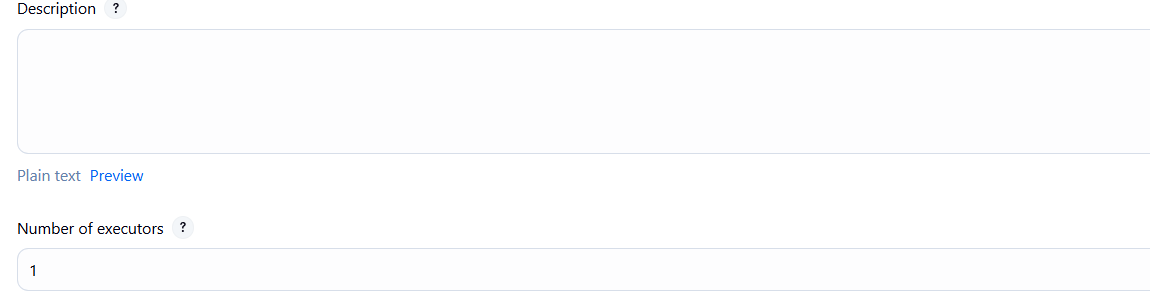 Description ?
Plain text Preview
Number of executors ?
1